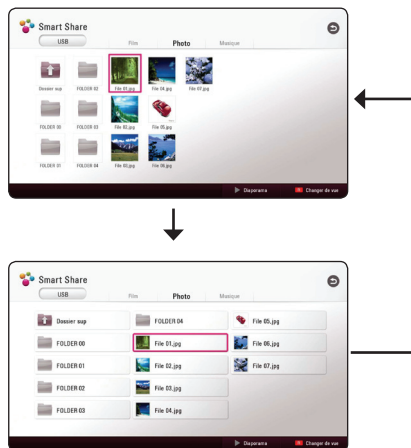 Smart Share
USB Film Photo Musique
Dossier sup FOLDER 02 File 01.jpg File 04.jpg File 07.jpg
FOLDER 00 FOLDER 03 File 02.jpg File 05.jpg
FOLDER 01 FOLDER 04 File 03.jpg File 06.jpg
Diaporama Changer de vue
Smart Share
USB Film Photo Musique
Dossier sup FOLDER 04 File 05.jpg
FOLDER 00 File 01.jpg File 06.jpg
FOLDER 01 File 02.jpg File 07.jpg
FOLDER 02 File 03.jpg
FOLDER 03 File 04.jpg
Diaporama Changer de vue